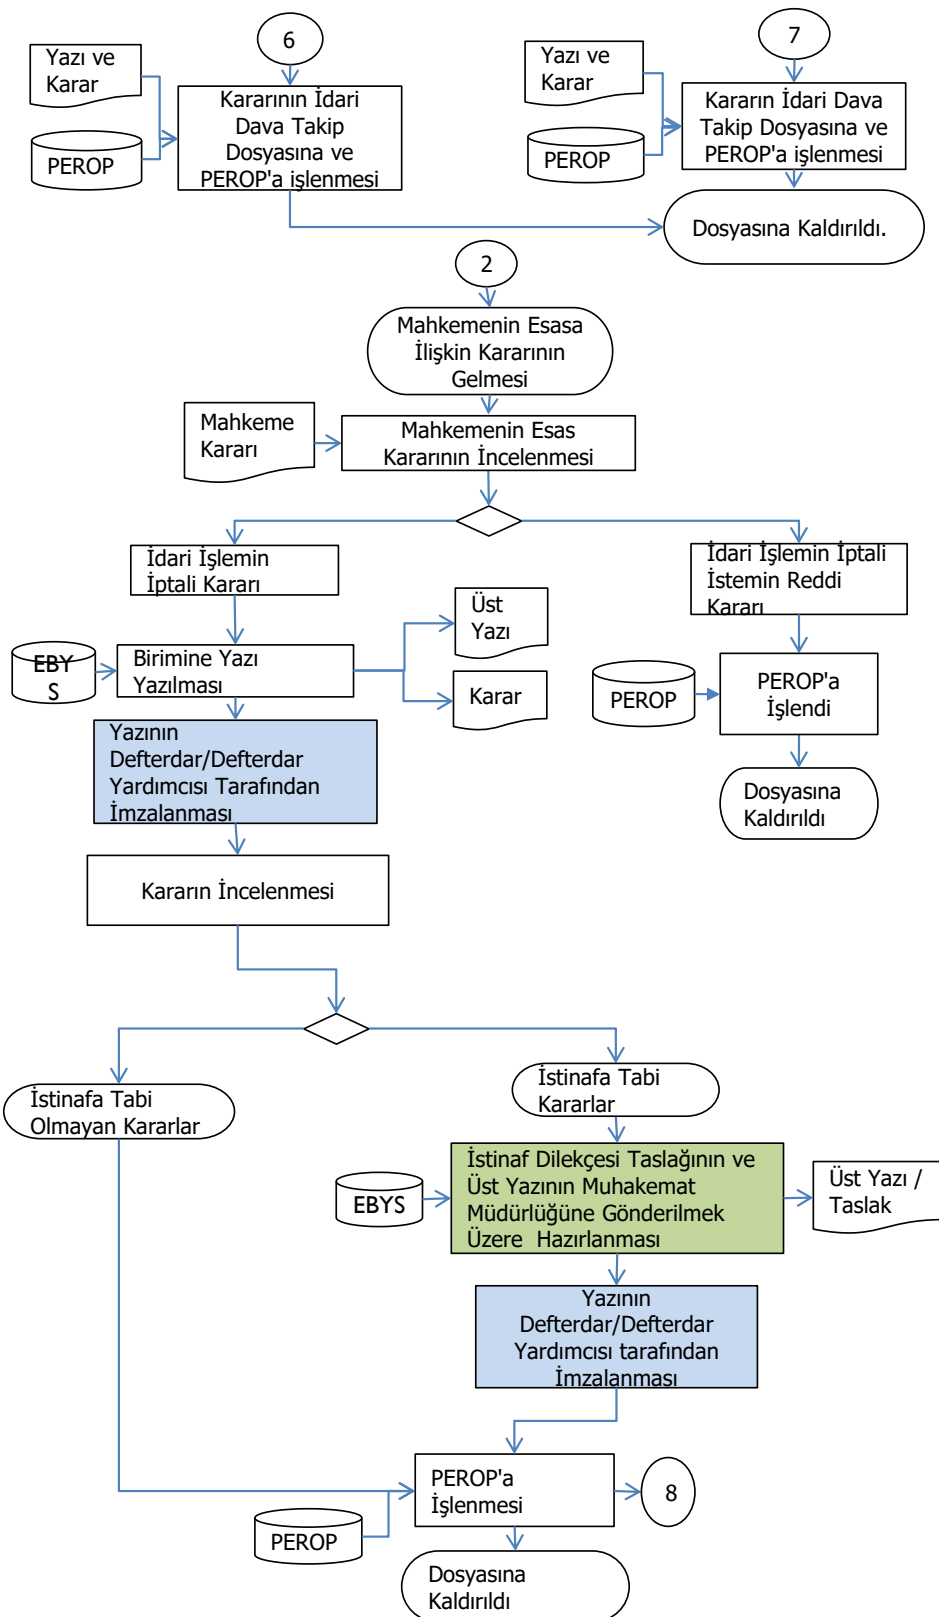 6
Yazı ve
Karar
PEROP
Kararının İdari
Dava Takip
Dosyasına ve
PEROP'a işlenmesi
7
Yazı ve
Karar
PEROP
Kararın İdari Dava
Takip Dosyasına ve
PEROP'a işlenmesi
Dosyasına Kaldırıldı.
2
Mahkemenin Esasa
İlişkin Kararının
Gelmesi
Mahkeme
Kararı
Mahkemenin Esas
Kararının İncelenmesi
İdari İşlemin
İptali Kararı
İdari İşlemin İptali
İstemin Reddi
Kararı
Üst
Yazı
EBY
S
Birimine Yazı
Yazılması
Karar
PEROP
PEROP'a
İşlendi
Yazının
Defterdar/Defterdar
Yardımcısı Tarafından
İmzalanması
Dosyasına
Kaldırıldı
Kararın İncelenmesi
İstinafa Tabi
Olmayan Kararlar
İstinafa Tabi
Kararlar
EBYS
İstinaf Dilekçesi Taslağının ve
Üst Yazının Muhakemat
Müdürlüğüne Gönderilmek
Üzere  Hazırlanması
Üst Yazı /
Taslak
Yazının
Defterdar/Defterdar
Yardımcısı tarafından
İmzalanması
PEROP'a
İşlenmesi
8
PEROP
Dosyasına
Kaldırıldı